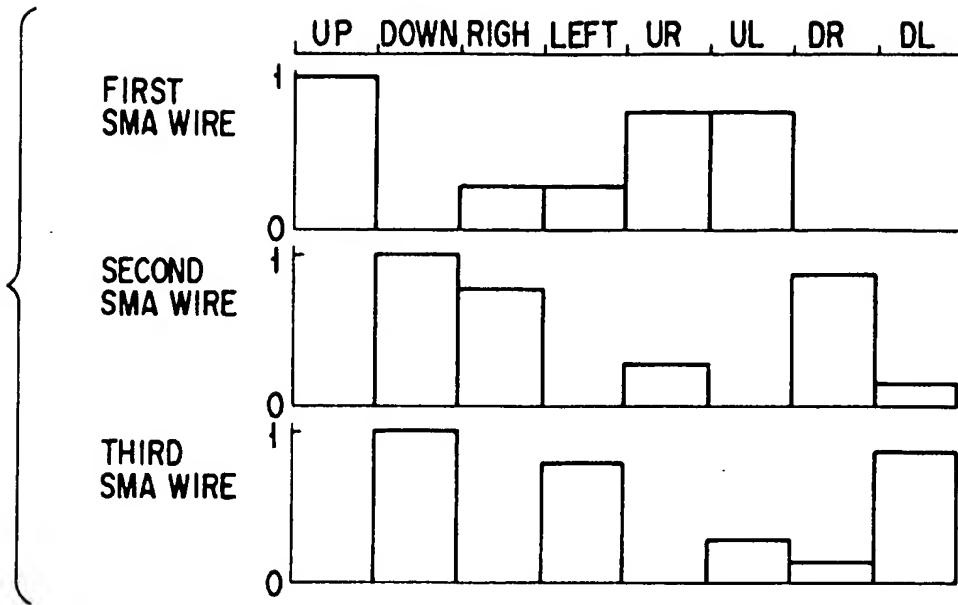 UP DOWN RIGH LEFT UR UL DR DL
1
FIRST
SMA WIRE
0
1
SECOND
SMA WIRE
0
1
THIRD
SMA WIRE
0